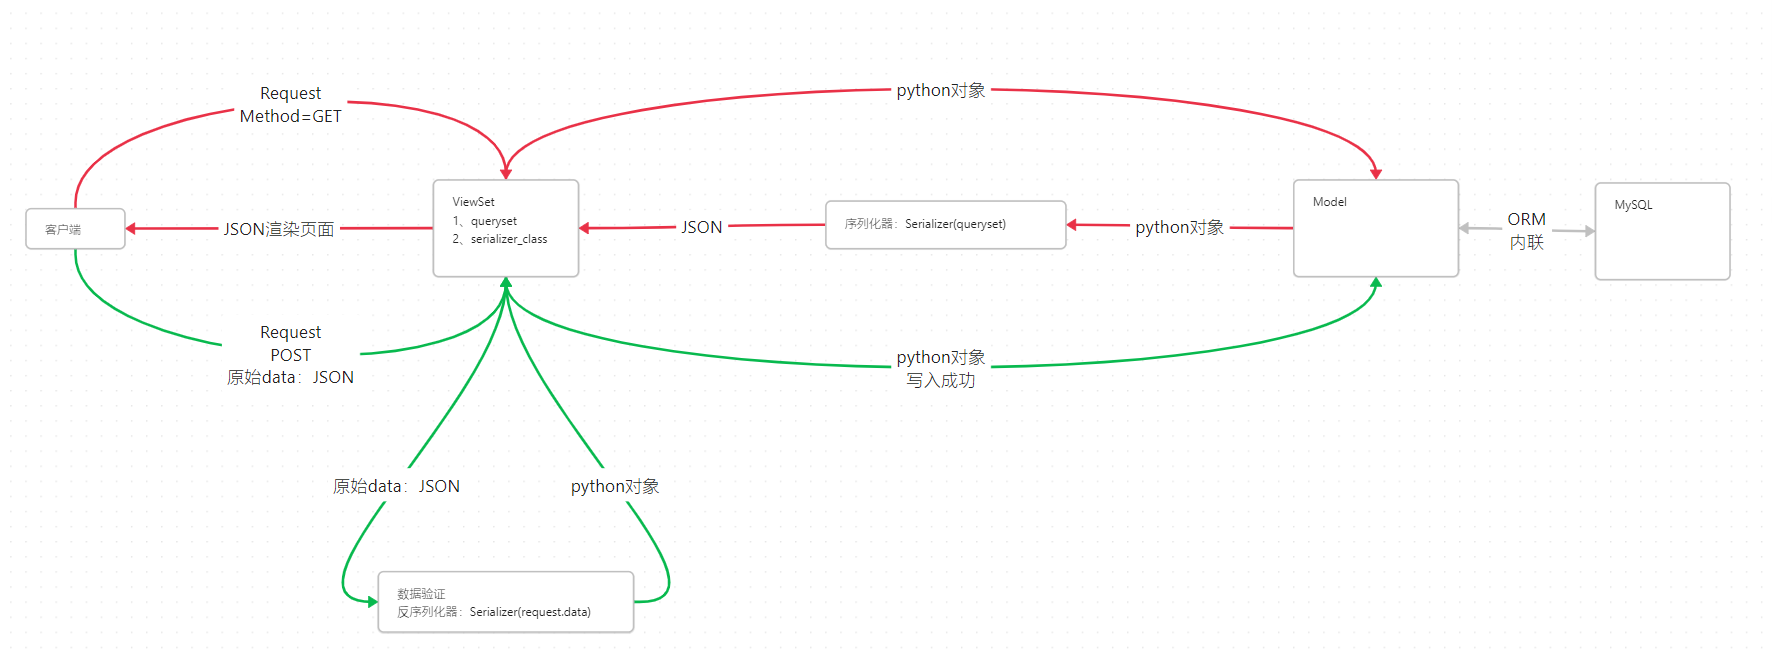 Request
Method=GET
python对象
ViewSet
1、queryset
2、serializer_class
客户端
JSON渲染页面
JSON
序列化器：Serializer(queryset)
python对象
Model
ORM
内联
MySQL
Request
POST
原始data：JSON
python对象
写入成功
原始data：JSON
python对象
数据验证
反序列化器：Serializer(request.data)